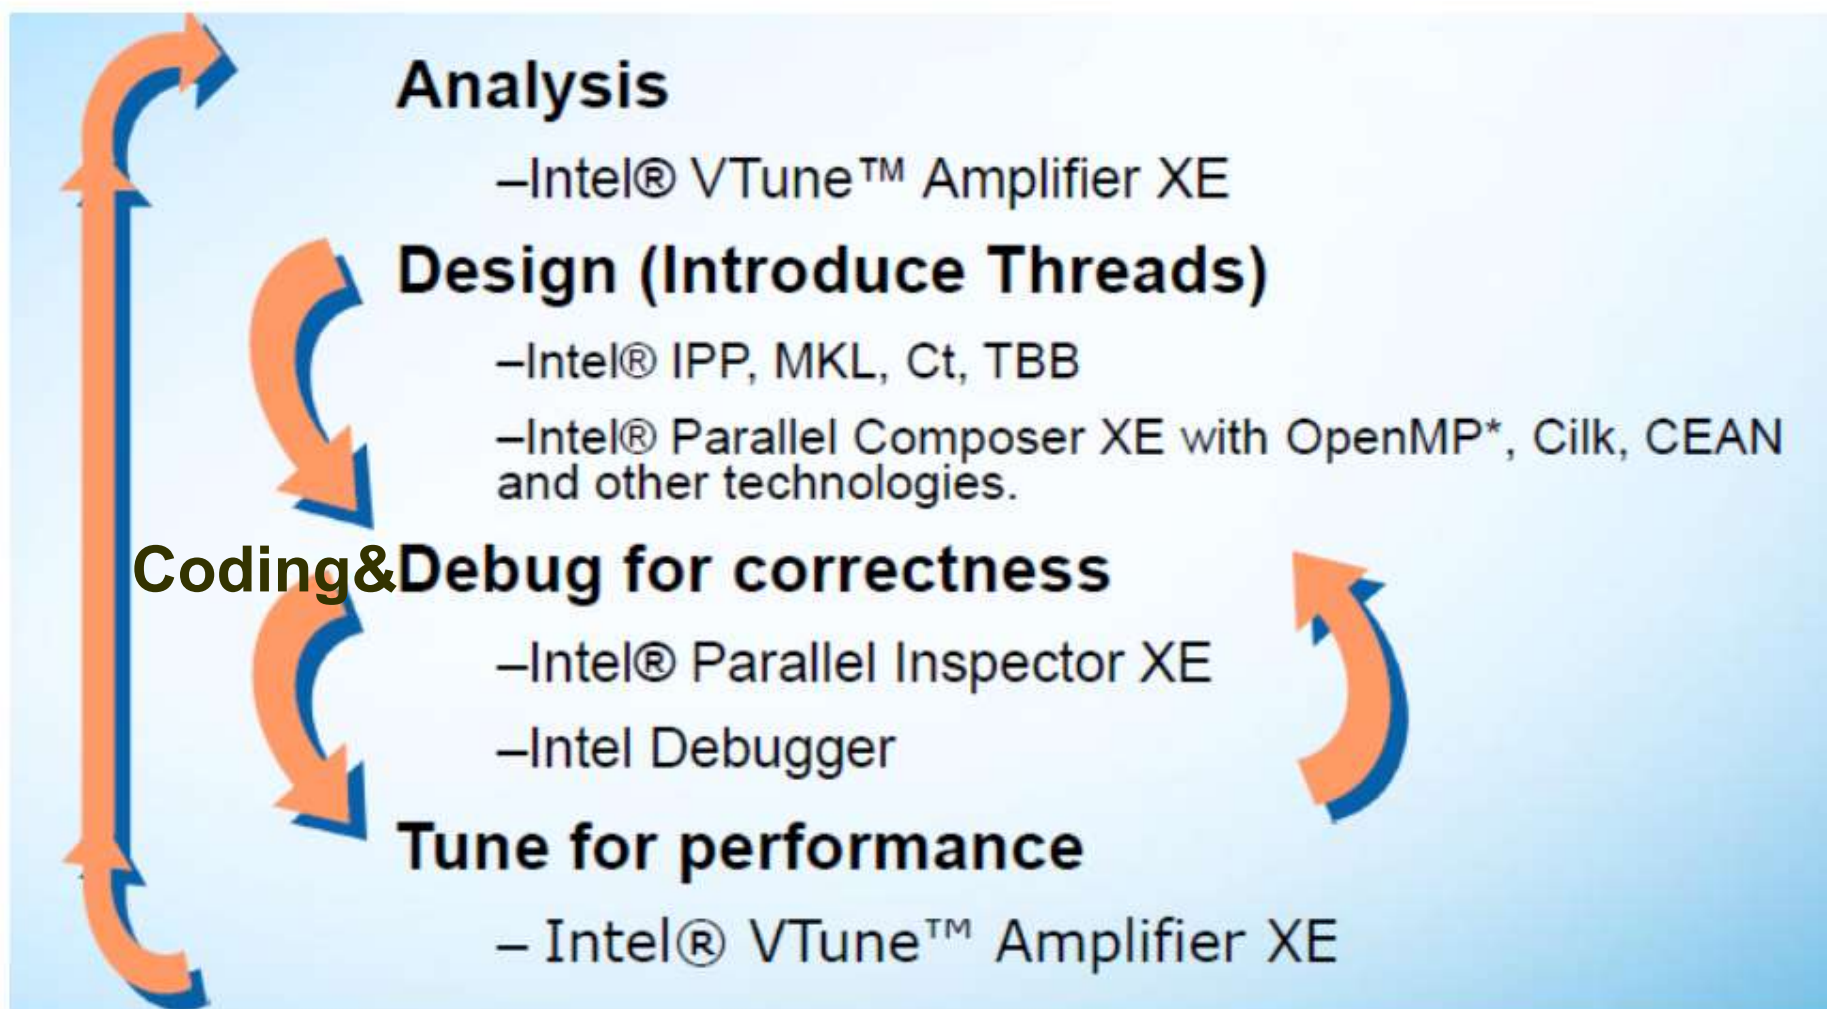 Analysis
–Intel® VTune™ Amplifier XE
Design (Introduce Threads)
–Intel® IPP, MKL, Ct, TBB
–Intel® Parallel Composer XE with OpenMP*, Cilk, CEAN
and other technologies.
Coding&Debug for correctness
–Intel® Parallel Inspector XE
–Intel Debugger
Tune for performance
– Intel® VTune™ Amplifier XE